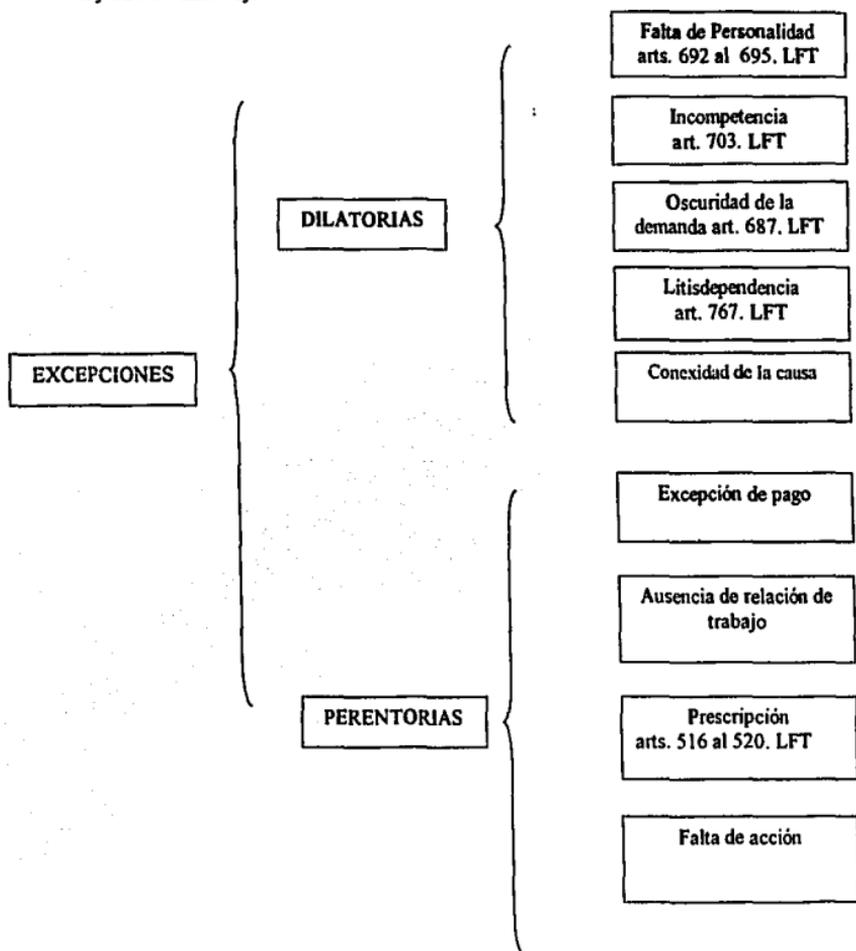 Falta de Personalidad
arts. 692 al 695. LFT
Incompetencia
art. 703. LFT
DILATORIAS
Oscuridad de la
demanda art. 687. LFT
Litisdependencia
art. 767. LFT
EXCEPCIONES
Conexidad de la causa
Excepción de pago
Ausencia de relación de
trabajo
PERENTORIAS
Prescripción
arts. 516 al 520. LFT
Falta de acción